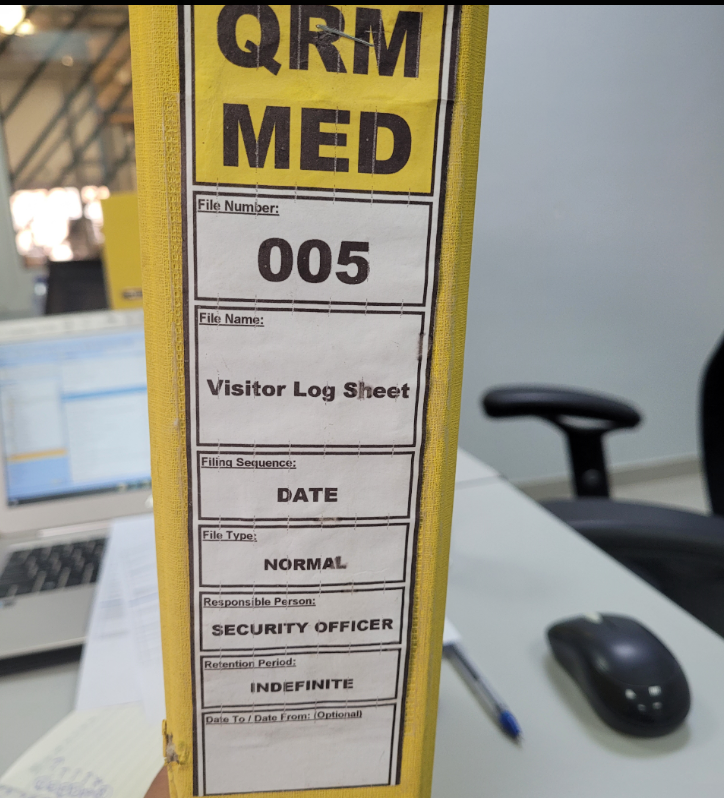 QRM
MED
File Number:
005
File Name:
Visitor Log Sheet
Filing Sequence:
DATE
File Type:
NORMAL
Responsible Person:
SECURITY OFFICER
Retention Period:
INDEFINITE
Date To / Date From: (Optional)